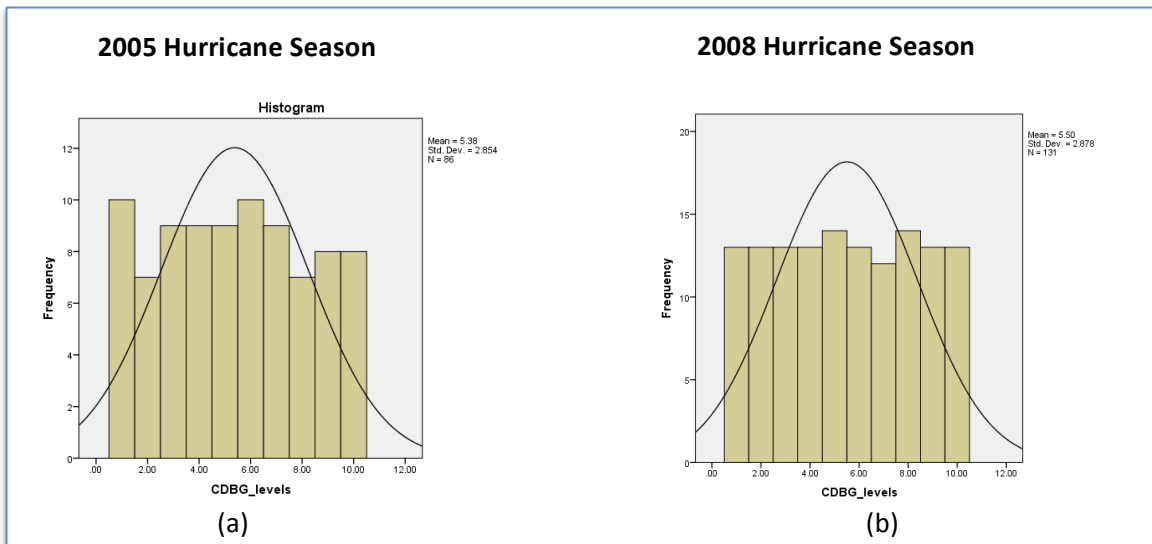 2005 Hurricane Season
2008 Hurricane Season
Histogram
Mean = 5.38
Std. Dev. = 2.854
N = 86
12
10
8
6
4
2
0
Frequency
.00 2.00 4.00 6.00 8.00 10.00 12.00
CDBG_levels
(a)
Mean = 5.50
Std. Dev. = 2.878
N = 131
20
15
10
5
0
Frequency
.00 2.00 4.00 6.00 8.00 10.00 12.00
CDBG_levels
(b)